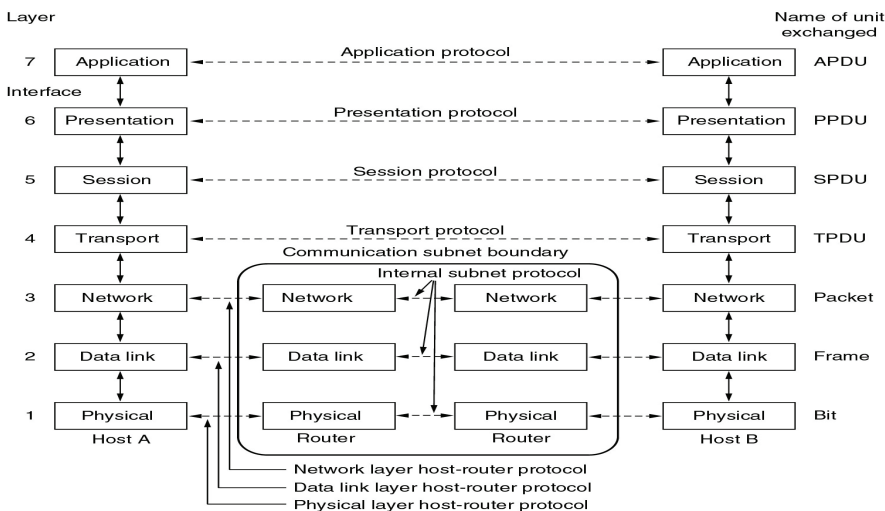 Layer
Name of unit exchanged
Application protocol
7 Application Application APDU
Interface
Presentation protocol
6 Presentation Presentation PPDU
Session protocol
5 Session Session SPDU
Transport protocol
4 Transport Transport TPDU
Communication subnet boundary
Internal subnet protocol
3 Network Network Network Network Packet
2 Data link Data link Data link Data link Frame
1 Physical Physical Physical Physical Bit
Host A Router Router Host B
Network layer host-router protocol
Data link layer host-router protocol
Physical layer host-router protocol